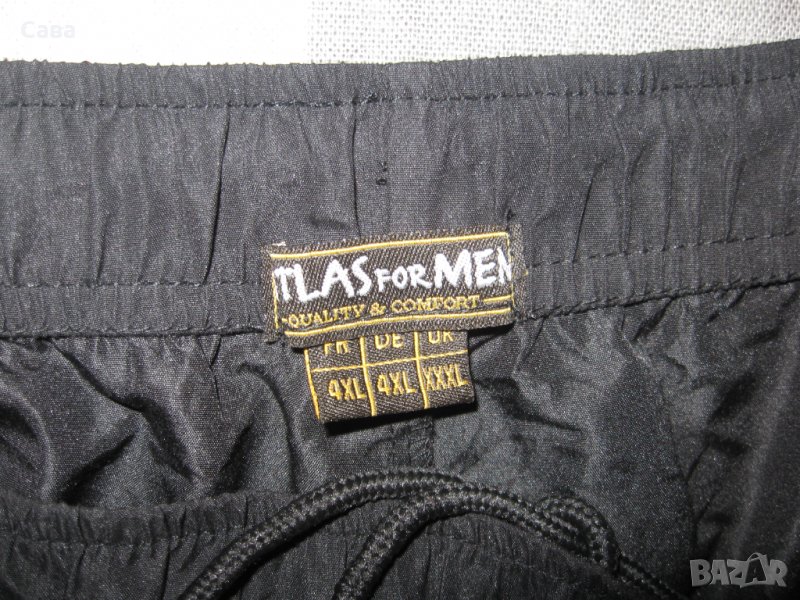 Сава
TLAS FOR MEN
QUALITY & COMFORT
FR DE UK
4XL 4XL XXXL
BAZAR